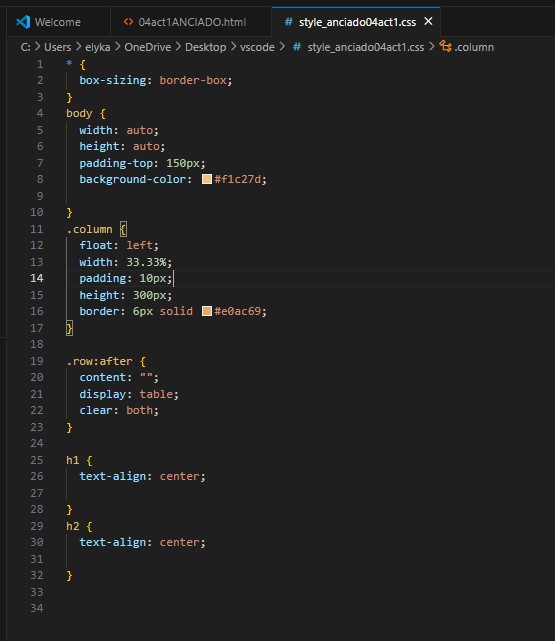 Welcome
<> 04act1ANCIADO.html
# style_anciado04act1.css ×
C: > Users > elyka > OneDrive > Desktop > vscode > # style_anciado04act1.css > .column
1 * {
2 box-sizing: border-box;
3 }
4 body {
5 width: auto;
6 height: auto;
7 padding-top: 150px;
8 background-color: #f1c27d;
9
10 }
11 .column {
12 float: left;
13 width: 33.33%;
14 padding: 10px;
15 height: 300px;
16 border: 6px solid #e0ac69;
17 }
18
19 .row:after {
20 content: "";
21 display: table;
22 clear: both;
23 }
24
25 h1 {
26 text-align: center;
27
28 }
29 h2 {
30 text-align: center;
31
32 }
33
34